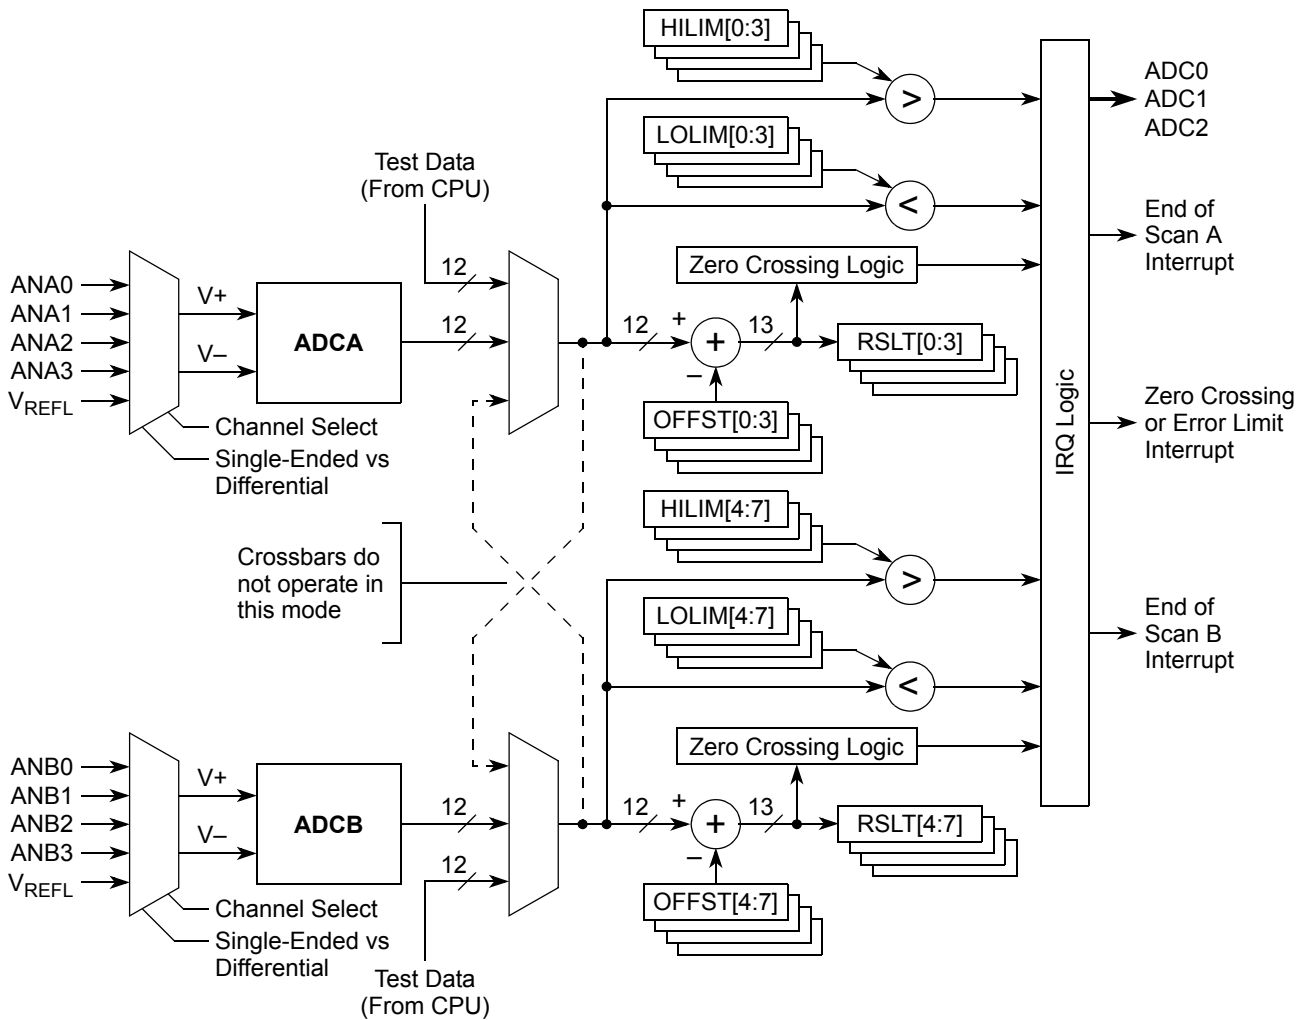 HILIM[0:3]
>
ADC0
ADC1
ADC2
LOLIM[0:3]
<
Test Data
(From CPU)
End of
Scan A
Interrupt
12
Zero Crossing Logic
ANA0
ANA1
ANA2
ANA3
VREFL
V+
V–
ADCA
12
12
+
–
+
13
RSLT[0:3]
OFFST[0:3]
Channel Select
Single-Ended vs
Differential
IRQ Logic
Zero Crossing
or Error Limit
Interrupt
HILIM[4:7]
>
Crossbars do
not operate in
this mode
LOLIM[4:7]
<
End of
Scan B
Interrupt
Zero Crossing Logic
ANB0
ANB1
ANB2
ANB3
VREFL
V+
V–
ADCB
12
12
12
+
–
+
13
RSLT[4:7]
OFFST[4:7]
Channel Select
Single-Ended vs
Differential
Test Data
(From CPU)